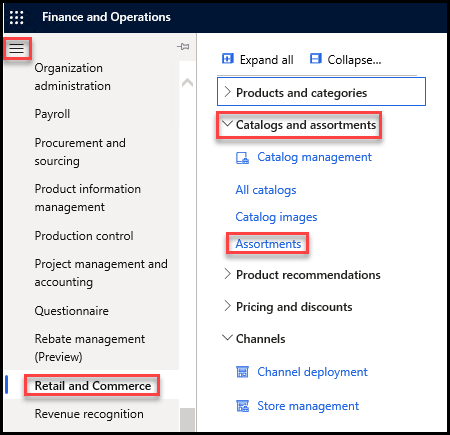 Finance and Operations
Organization
administration
Payroll
Procurement and
sourcing
Product information
management
Production control
Project management and
accounting
Questionnaire
Rebate management
(Preview)
Retail and Commerce
Revenue recognition
Expand all
Collapse...
Products and categories
Catalogs and assortments
Catalog management
All catalogs
Catalog images
Assortments
Product recommendations
Pricing and discounts
Channels
Channel deployment
Store management